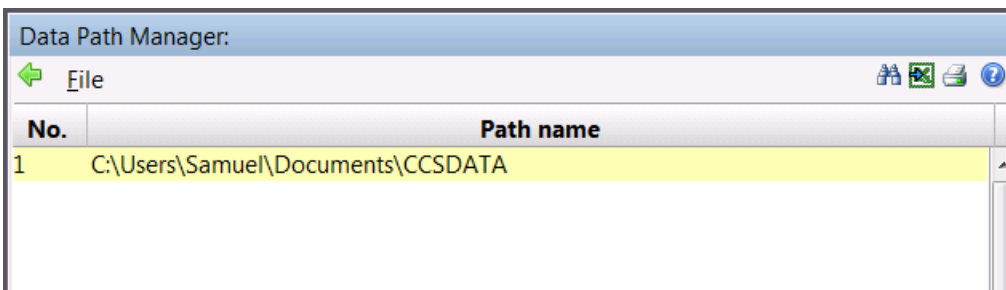 Data Path Manager:
File
No. Path name
1 C:\Users\Samuel\Documents\CCSDATA